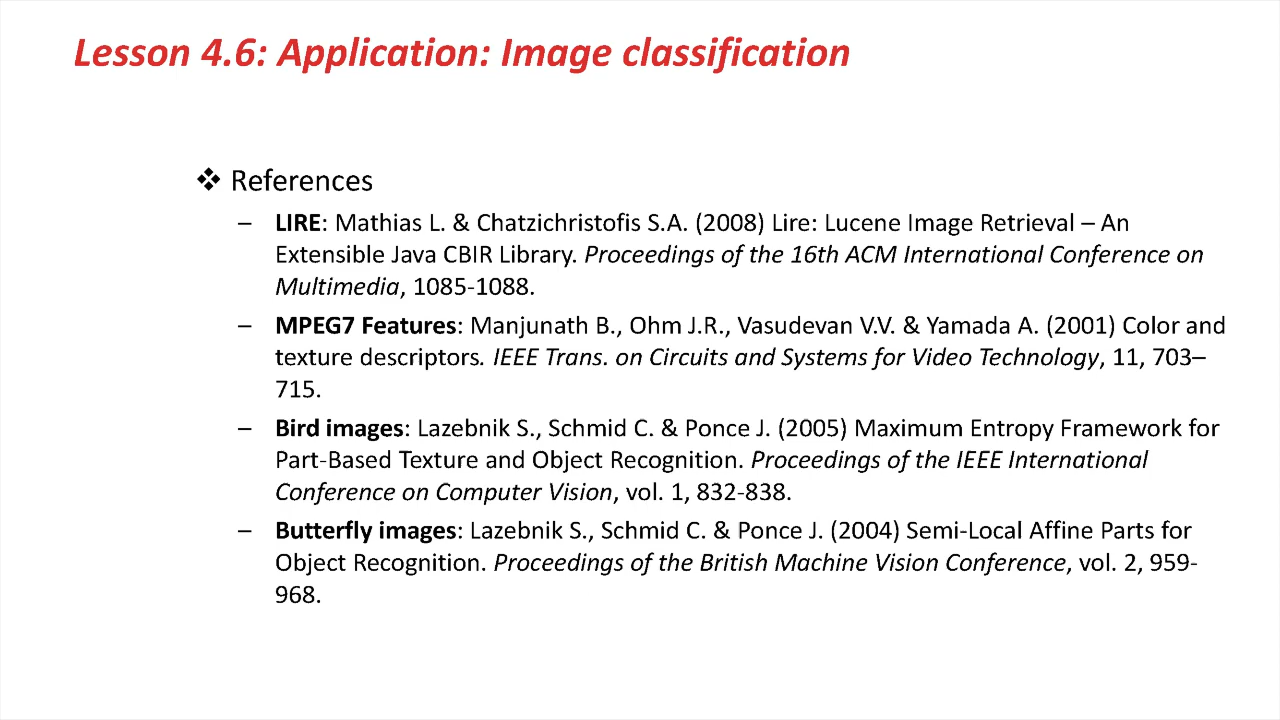 Lesson 4.6: Application: Image classification
❖ References
– LIRE: Mathias L. & Chatzichristofis S.A. (2008) Lire: Lucene Image Retrieval – An
Extensible Java CBIR Library. Proceedings of the 16th ACM International Conference on
Multimedia, 1085-1088.
– MPEG7 Features: Manjunath B., Ohm J.R., Vasudevan V.V. & Yamada A. (2001) Color and
texture descriptors. IEEE Trans. on Circuits and Systems for Video Technology, 11, 703–
715.
– Bird images: Lazebnik S., Schmid C. & Ponce J. (2005) Maximum Entropy Framework for
Part-Based Texture and Object Recognition. Proceedings of the IEEE International
Conference on Computer Vision, vol. 1, 832-838.
– Butterfly images: Lazebnik S., Schmid C. & Ponce J. (2004) Semi-Local Affine Parts for
Object Recognition. Proceedings of the British Machine Vision Conference, vol. 2, 959-
968.